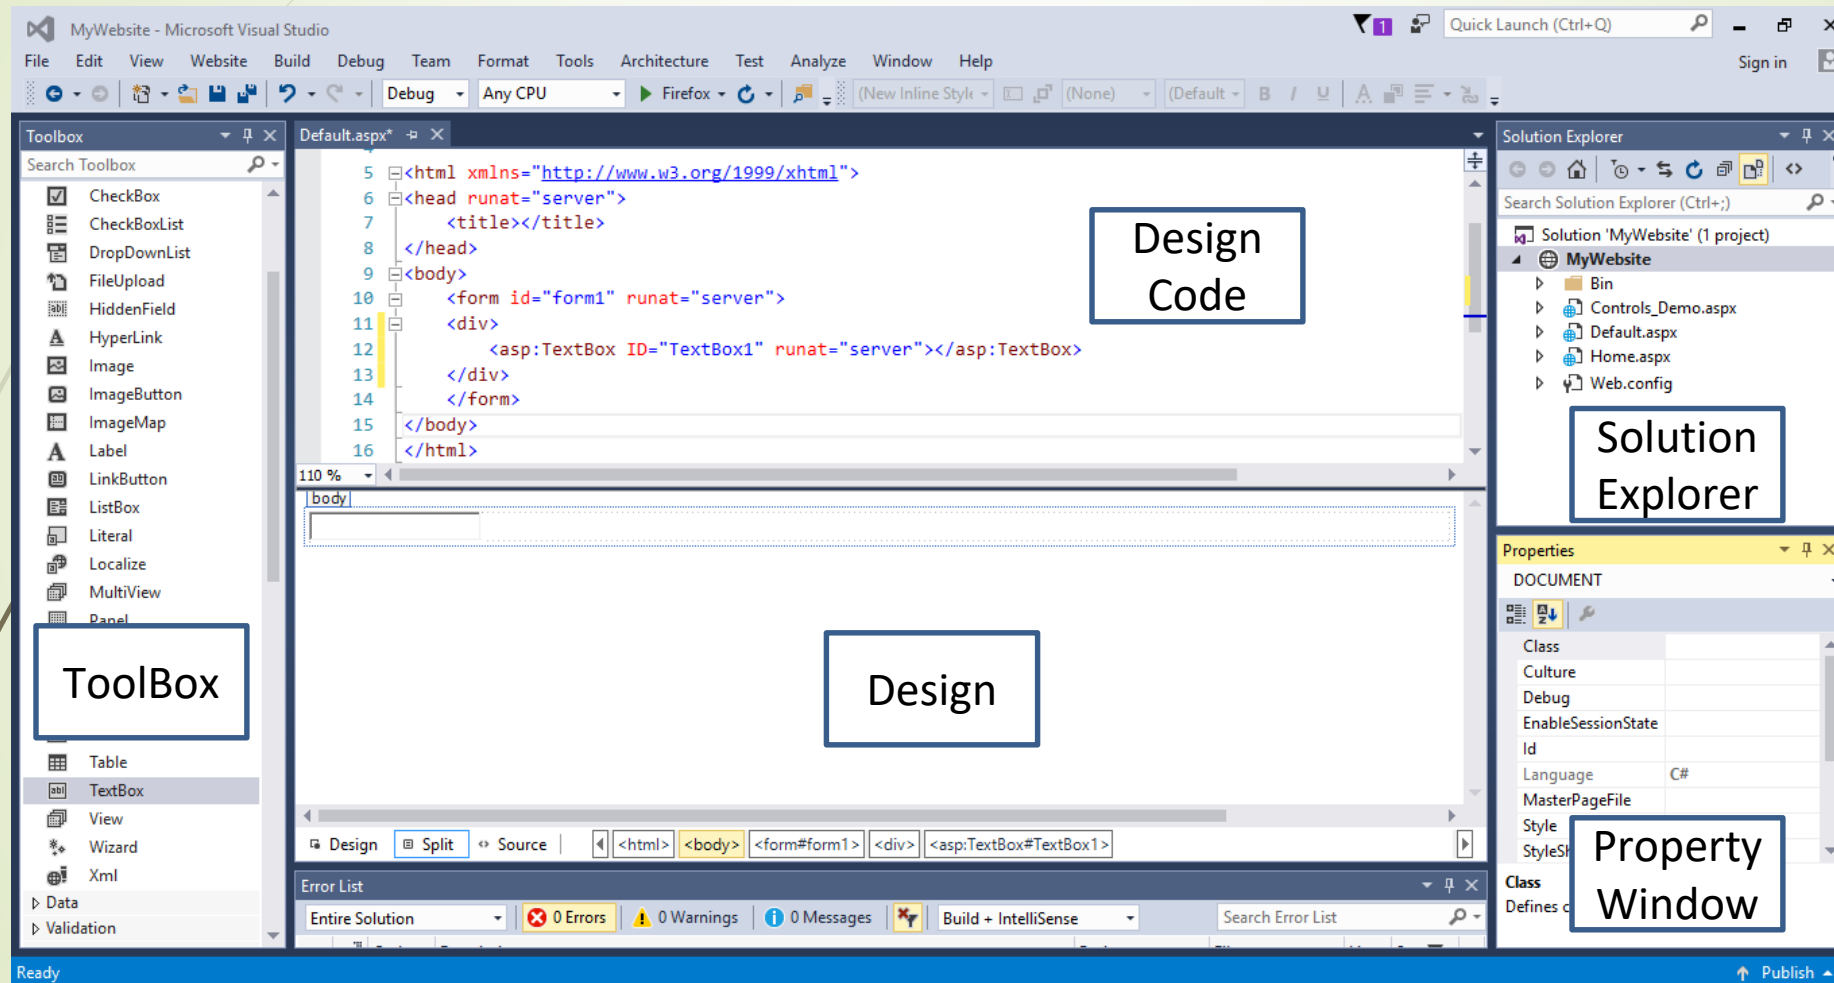 MyWebsite - Microsoft Visual Studio
1
Quick Launch (Ctrl+Q)
File Edit View Website Build Debug Team Format Tools Architecture Test Analyze Window Help
Sign in
Debug Any CPU Firefox (New Inline Style (None) (Default B I U A
Toolbox
Search Toolbox
CheckBox
CheckBoxList
DropDownList
FileUpload
HiddenField
HyperLink
Image
ImageButton
ImageMap
Label
LinkButton
ListBox
Literal
Localize
MultiView
Panel
ToolBox
Table
TextBox
View
Wizard
Xml
Data
Validation
Default.aspx*
5 <html xmlns="http://www.w3.org/1999/xhtml">
6 <head runat="server">
7 <title></title>
8 </head>
9 <body>
10 <form id="form1" runat="server">
11 <div>
12 <asp:TextBox ID="TextBox1" runat="server"></asp:TextBox>
13 </div>
14 </form>
15 </body>
16 </html>
Design
Code
110 %
body
Design
Design Split Source <html> <body> <form#form1> <div> <asp:TextBox#TextBox1>
Error List
Entire Solution 0 Errors 0 Warnings 0 Messages Build + IntelliSense Search Error List
Solution Explorer
Search Solution Explorer (Ctrl+;)
Solution 'MyWebsite' (1 project)
MyWebsite
Bin
Controls_Demo.aspx
Default.aspx
Home.aspx
Web.config
Solution
Explorer
Properties
DOCUMENT
Class
Culture
Debug
EnableSessionState
Id
Language C#
MasterPageFile
Style
Class
Defines
Property
Window
Ready
Publish